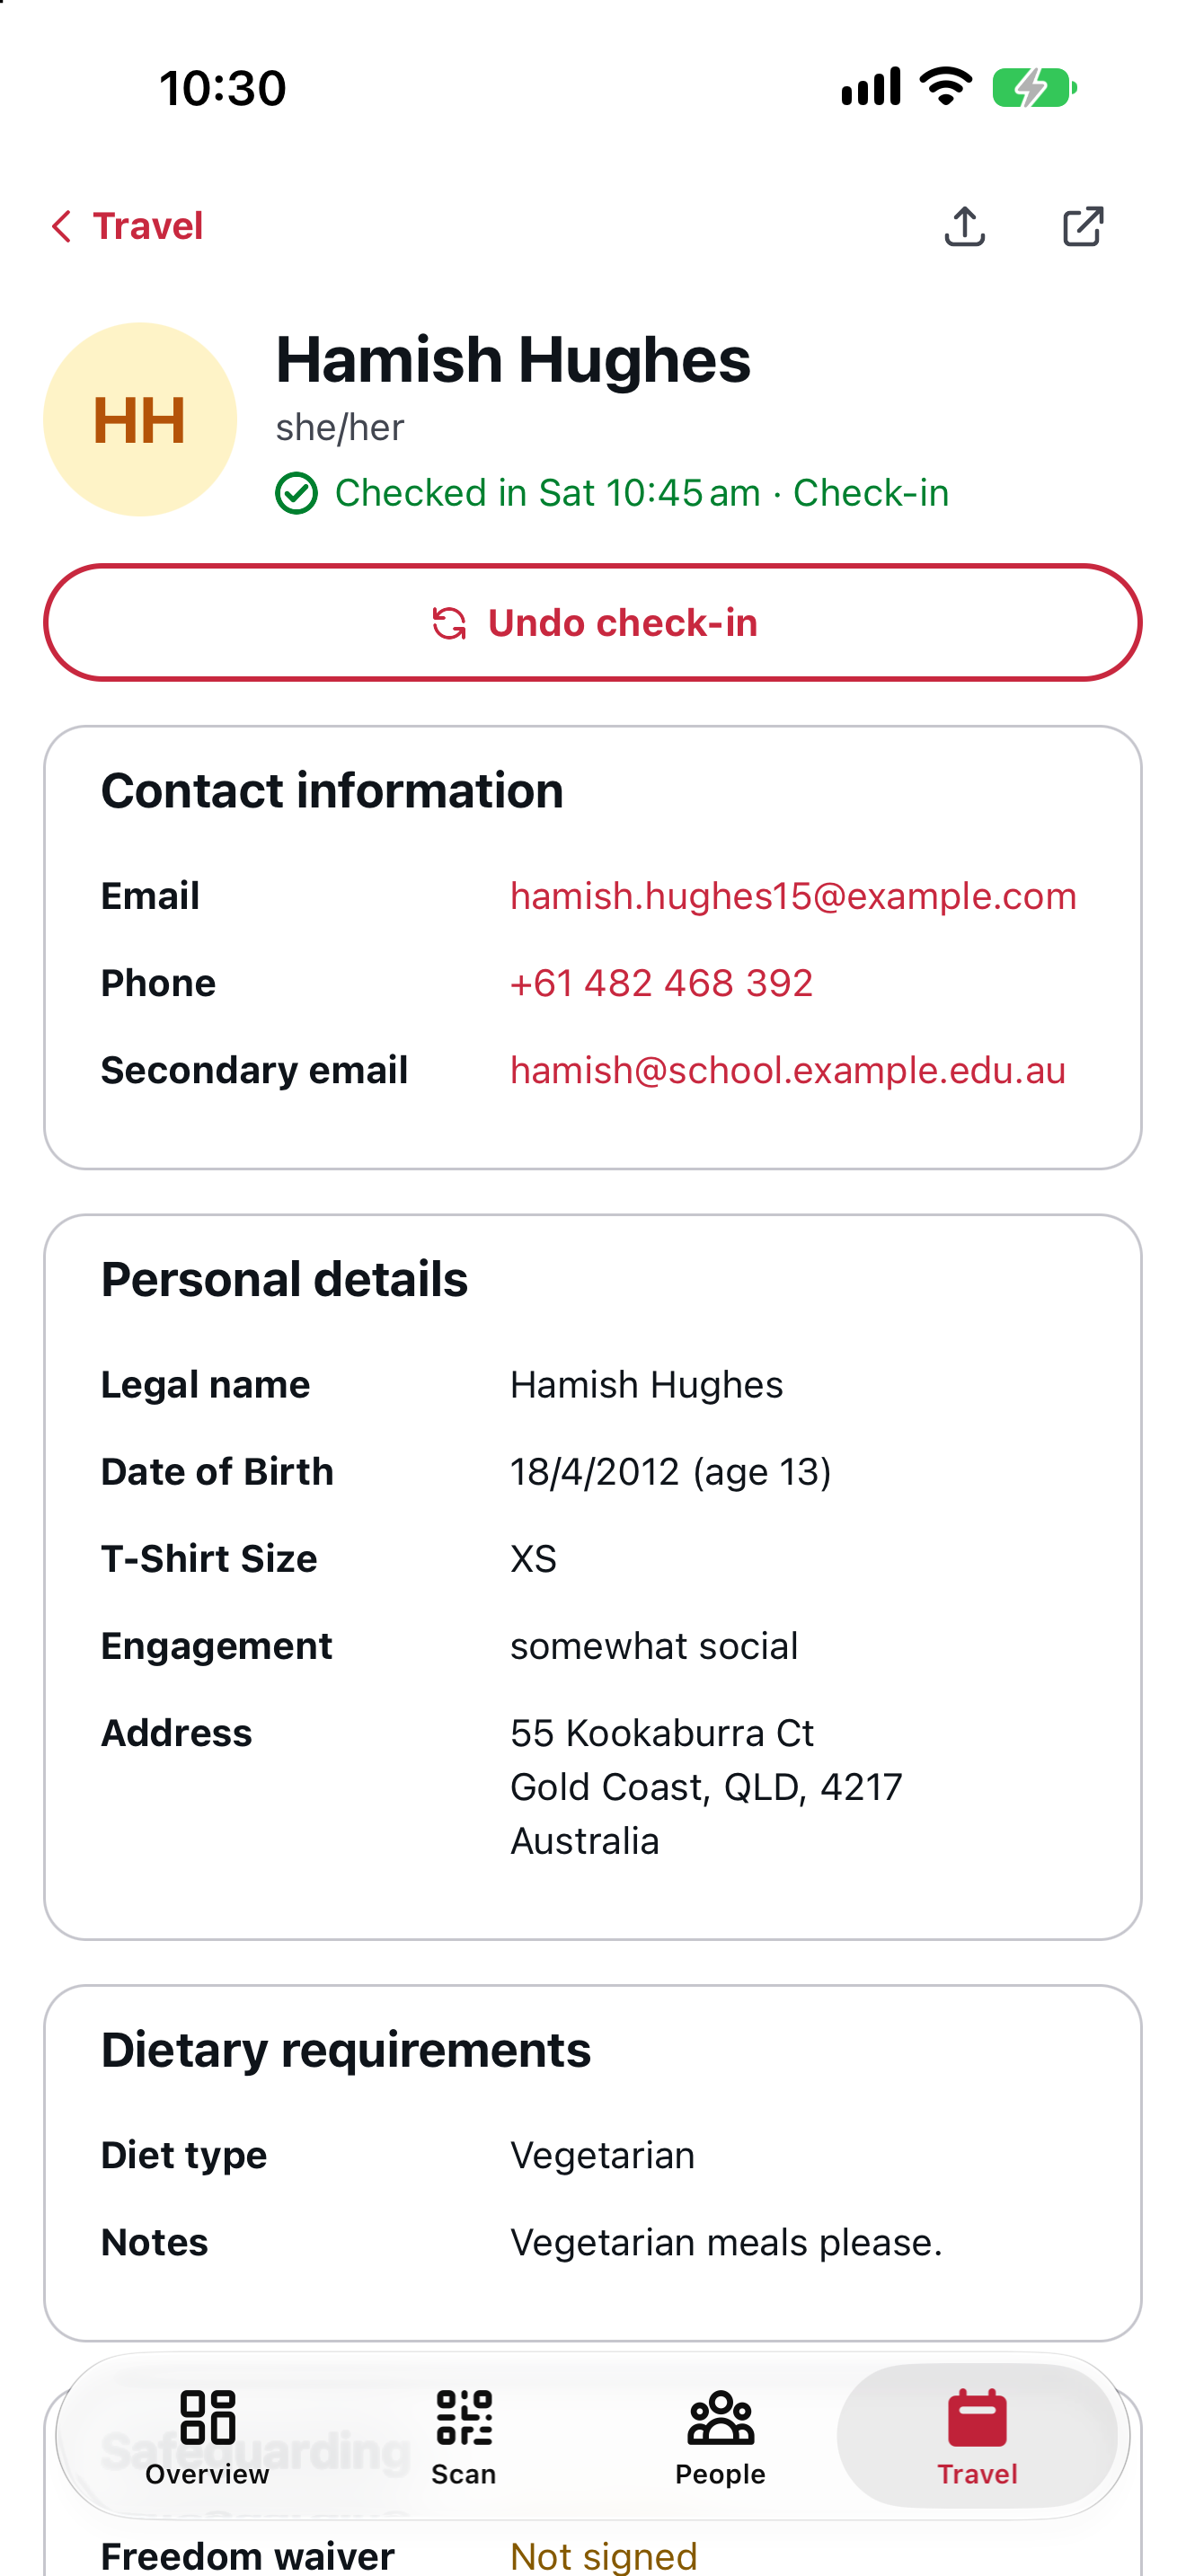 10:30
Travel
HH
Hamish Hughes
she/her
Checked in Sat 10:45 am · Check-in
Undo check-in
Contact information
Email hamish.hughes15@example.com
Phone +61 482 468 392
Secondary email hamish@school.example.edu.au
Personal details
Legal name Hamish Hughes
Date of Birth 18/4/2012 (age 13)
T-Shirt Size XS
Engagement somewhat social
Address 55 Kookaburra Ct
Gold Coast, QLD, 4217
Australia
Dietary requirements
Diet type Vegetarian
Notes Vegetarian meals please.
Safeguarding
Overview Scan People Travel
Freedom waiver Not signed